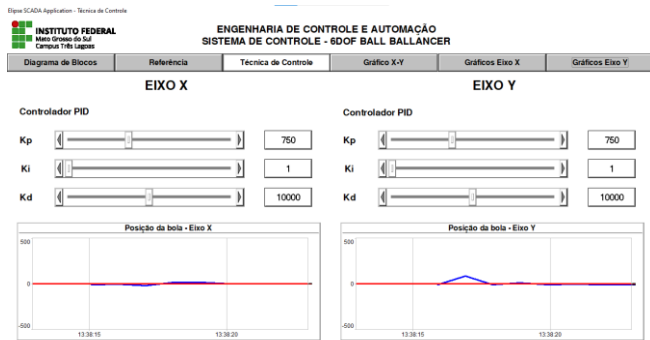 Elipse SCADA Application - Técnica de Controle
INSTITUTO FEDERAL
Mato Grosso do Sul
Campus Três Lagoas
ENGENHARIA DE CONTROLE E AUTOMAÇÃO
SISTEMA DE CONTROLE - 6DOF BALL BALLANCER
Diagrama de Blocos Referência Técnica de Controle Gráfico X-Y Gráficos Eixo X Gráficos Eixo Y
EIXO X EIXO Y
Controlador PID Controlador PID
Kp 750 Kp 750
Ki 1 Ki 1
Kd 10000 Kd 10000
Posição da bola - Eixo X Posição da bola - Eixo Y
500 500
0 0
-500 -500
13:38:15 13:38:20 13:38:15 13:38:20